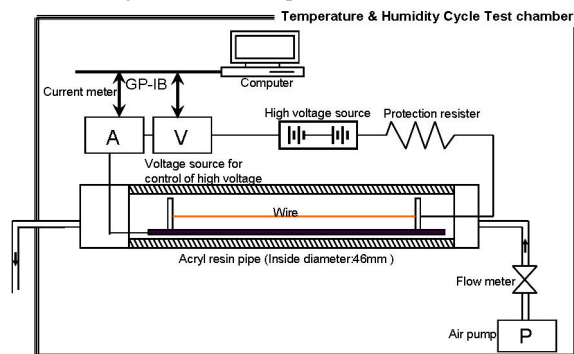 Temperature & Humidity Cycle Test chamber
GP-IB
Computer
Current meter
High voltage source
Protection resister
A
V
Voltage source for
control of high voltage
Wire
Acryl resin pipe (Inside diameter:46mm )
Flow meter
Air pump
P